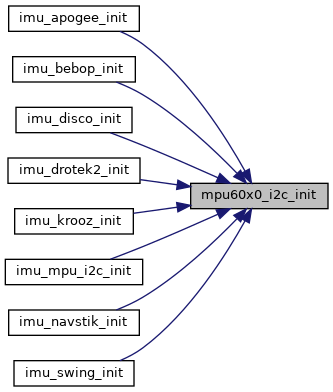 imu_apogee_init
imu_bebop_init
imu_disco_init
imu_drotek2_init
mpu60x0_i2c_init
imu_krooz_init
imu_mpu_i2c_init
imu_navstik_init
imu_swing_init